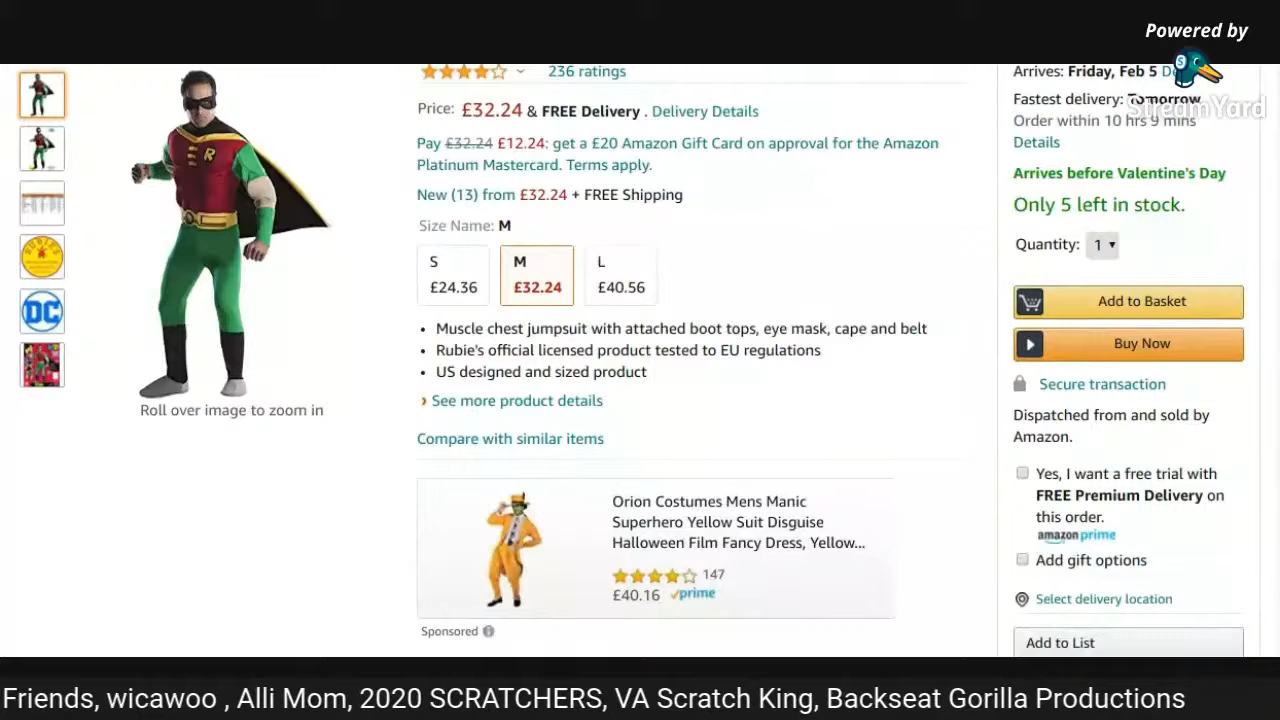 Powered by
StreamYard
236 ratings
Price: £32.24 & FREE Delivery . Delivery Details
Pay £32.24 £12.24: get a £20 Amazon Gift Card on approval for the Amazon
Platinum Mastercard. Terms apply.
New (13) from £32.24 + FREE Shipping
Size Name: M
S
£24.36
M
£32.24
L
£40.56
• Muscle chest jumpsuit with attached boot tops, eye mask, cape and belt
• Rubie's official licensed product tested to EU regulations
• US designed and sized product
› See more product details
Compare with similar items
R
DC
Roll over image to zoom in
Orion Costumes Mens Manic
Superhero Yellow Suit Disguise
Halloween Film Fancy Dress, Yellow...
147
£40.16 prime
Sponsored
Arrives: Friday, Feb 5
Fastest delivery: Tomorrow
Order within 10 hrs 9 mins
Details
Arrives before Valentine's Day
Only 5 left in stock.
Quantity: 1
Add to Basket
Buy Now
Secure transaction
Dispatched from and sold by
Amazon.
Yes, I want a free trial with
FREE Premium Delivery on
this order.
amazon prime
Add gift options
Select delivery location
Add to List
Friends, wicawoo , Alli Mom, 2020 SCRATCHERS, VA Scratch King, Backseat Gorilla Productions